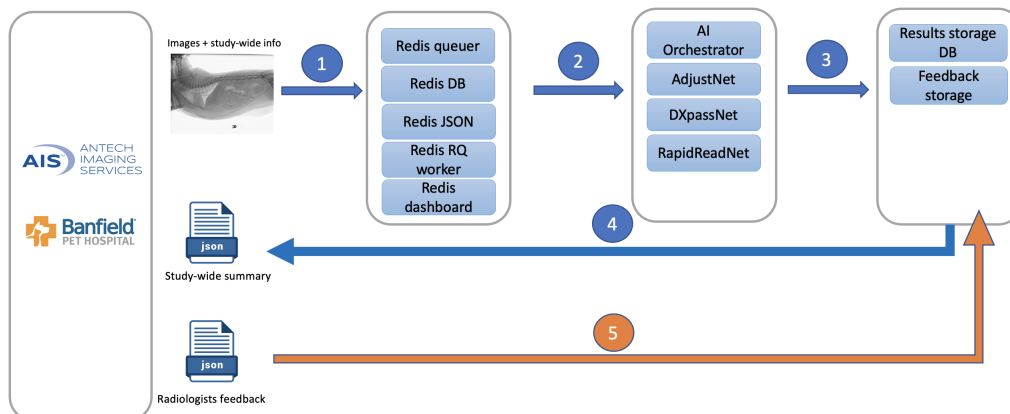 Images + study-wide info
1
2
3
Redis queuer
Redis DB
Redis JSON
Redis RQ
worker
Redis
dashboard
AI
Orchestrator
AdjustNet
DXpassNet
RapidReadNet
Results storage
DB
Feedback
storage
AIS
ANTECH
IMAGING
SERVICES
Banfield
PET HOSPITAL
4
json
Study-wide summary
5
json
Radiologists feedback